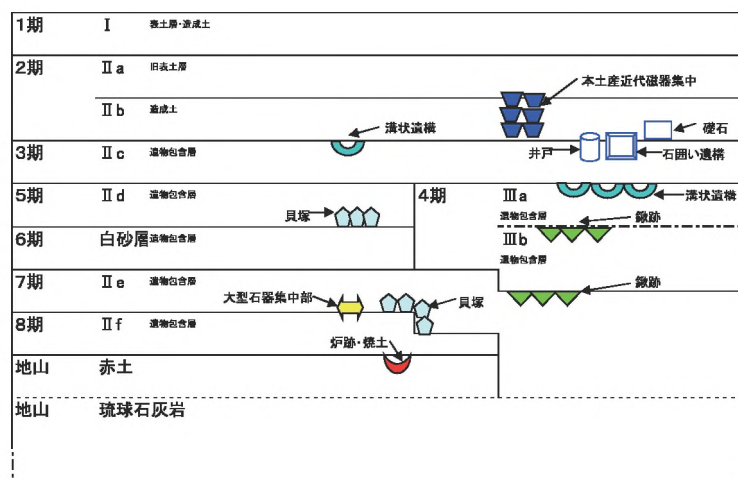 1期 Ⅰ 表土層・造成土
2期 Ⅱa 旧表土層
本土産近代磁器集中
Ⅱb 造成土
溝状遺構
礎石
井戸
石囲い遺構
3期 Ⅱc 遺物包含層
5期 Ⅱd 遺物包含層
4期 Ⅲa
溝状遺構
貝塚
遺物包含層
鍬跡
6期 白砂層 遺物包含層
Ⅲb
遺物包含層
7期 Ⅱe 遺物包含層
鍬跡
大型石器集中部
貝塚
8期 Ⅱf 遺物包含層
炉跡・焼土
地山 赤土
地山 琉球石灰岩